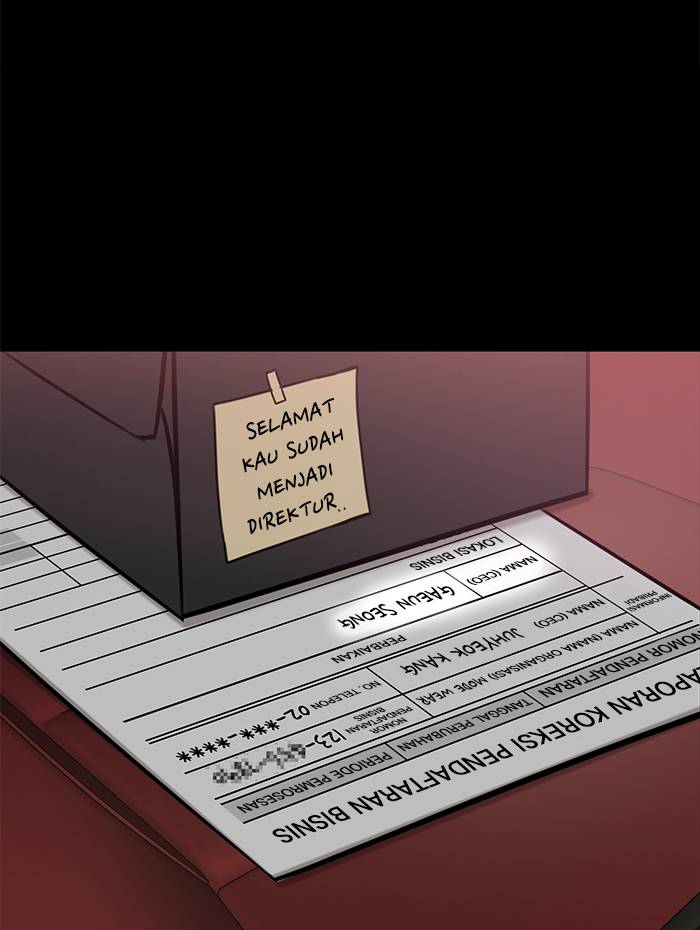 SELAMAT
KAU SUDAH
MENJADI
DIREKTUR..
LAPORAN KOREKSI PENDAFTARAN BISNIS
NOMOR PENDAFTARAN
TANGGAL PERUBAHAN
PERIODE PEMROSESAN
INFORMASI PRIBADI
NAMA (NAMA ORGANISASI) MODE WEAR
NOMOR PENDAFTARAN BISNIS
123-
NAMA (CEO)
JUHYEOK KANG
NO. TELEPON 02-***-****
PERBAIKAN
NAMA (CEO)
GAEUN SEONG
LOKASI BISNIS